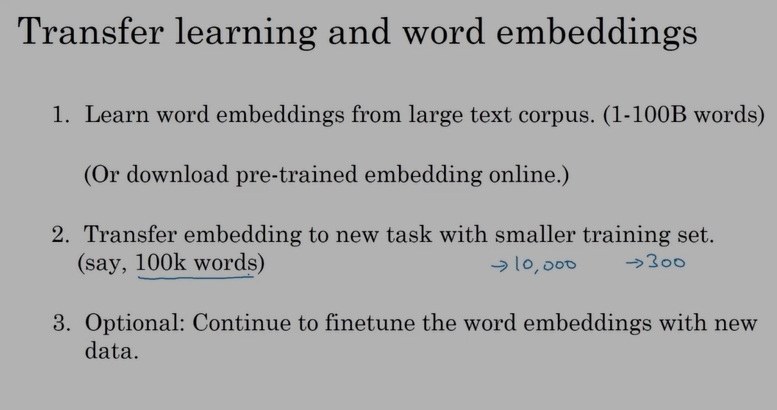 Transfer learning and word embeddings
1. Learn word embeddings from large text corpus. (1-100B words)
(Or download pre-trained embedding online.)
2. Transfer embedding to new task with smaller training set.
(say, 100k words) →10,000 →300
3. Optional: Continue to finetune the word embeddings with new
data.